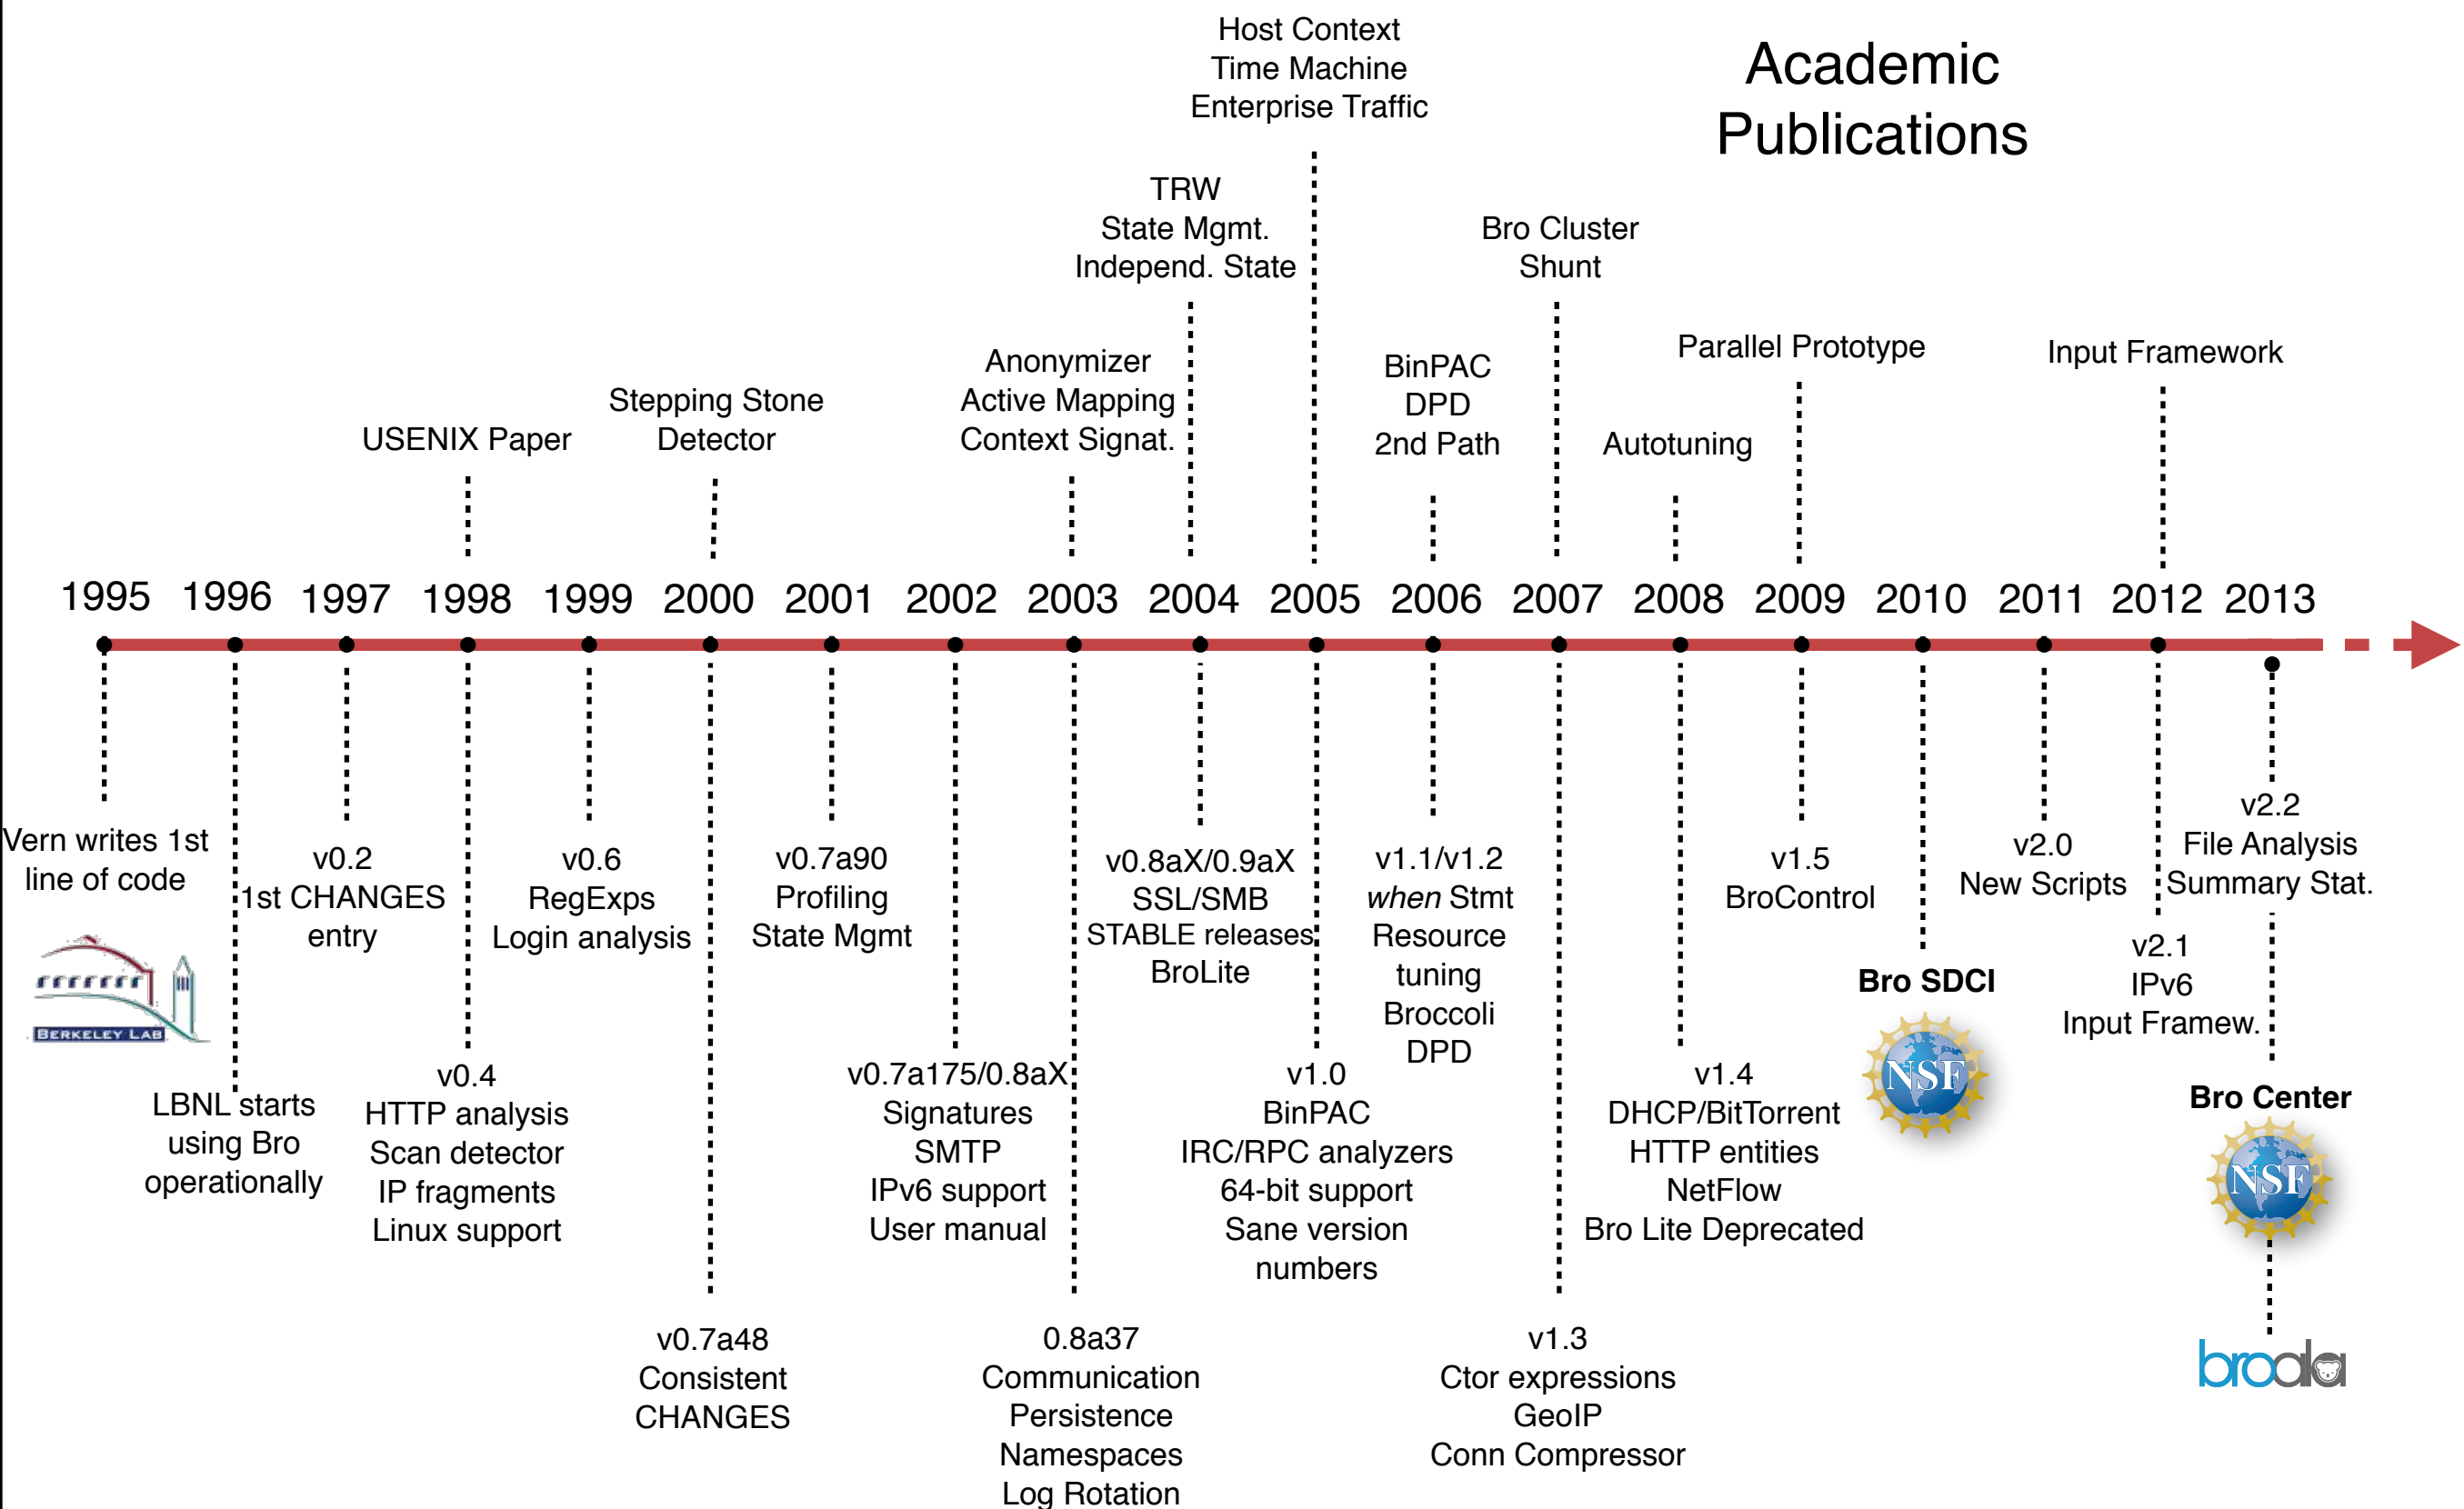 Host Context
Time Machine
Enterprise Traffic
Academic
Publications
TRW
State Mgmt.
Independ. State
Bro Cluster
Shunt
Anonymizer
Active Mapping
Context Signat.
BinPAC
DPD
2nd Path
Parallel Prototype
Input Framework
USENIX Paper
Stepping Stone
Detector
Autotuning
1995 1996 1997 1998 1999 2000 2001 2002 2003 2004 2005 2006 2007 2008 2009 2010 2011 2012 2013
Vern writes 1st
line of code
BERKELEY LAB
LBNL starts
using Bro
operationally
v0.2
1st CHANGES
entry
v0.4
HTTP analysis
Scan detector
IP fragments
Linux support
v0.6
RegExps
Login analysis
v0.7a48
Consistent
CHANGES
v0.7a90
Profiling
State Mgmt
v0.7a175/0.8aX
Signatures
SMTP
IPv6 support
User manual
0.8a37
Communication
Persistence
Namespaces
Log Rotation
v0.8aX/0.9aX
SSL/SMB
STABLE releases
BroLite
v1.0
BinPAC
IRC/RPC analyzers
64-bit support
Sane version
numbers
v1.1/v1.2
when Stmt
Resource
tuning
Broccoli
DPD
v1.3
Ctor expressions
GeoIP
Conn Compressor
v1.4
DHCP/BitTorrent
HTTP entities
NetFlow
Bro Lite Deprecated
v1.5
BroControl
Bro SDCI
NSF
v2.0
New Scripts
v2.1
IPv6
Input Framew.
v2.2
File Analysis
Summary Stat.
Bro Center
NSF
broala